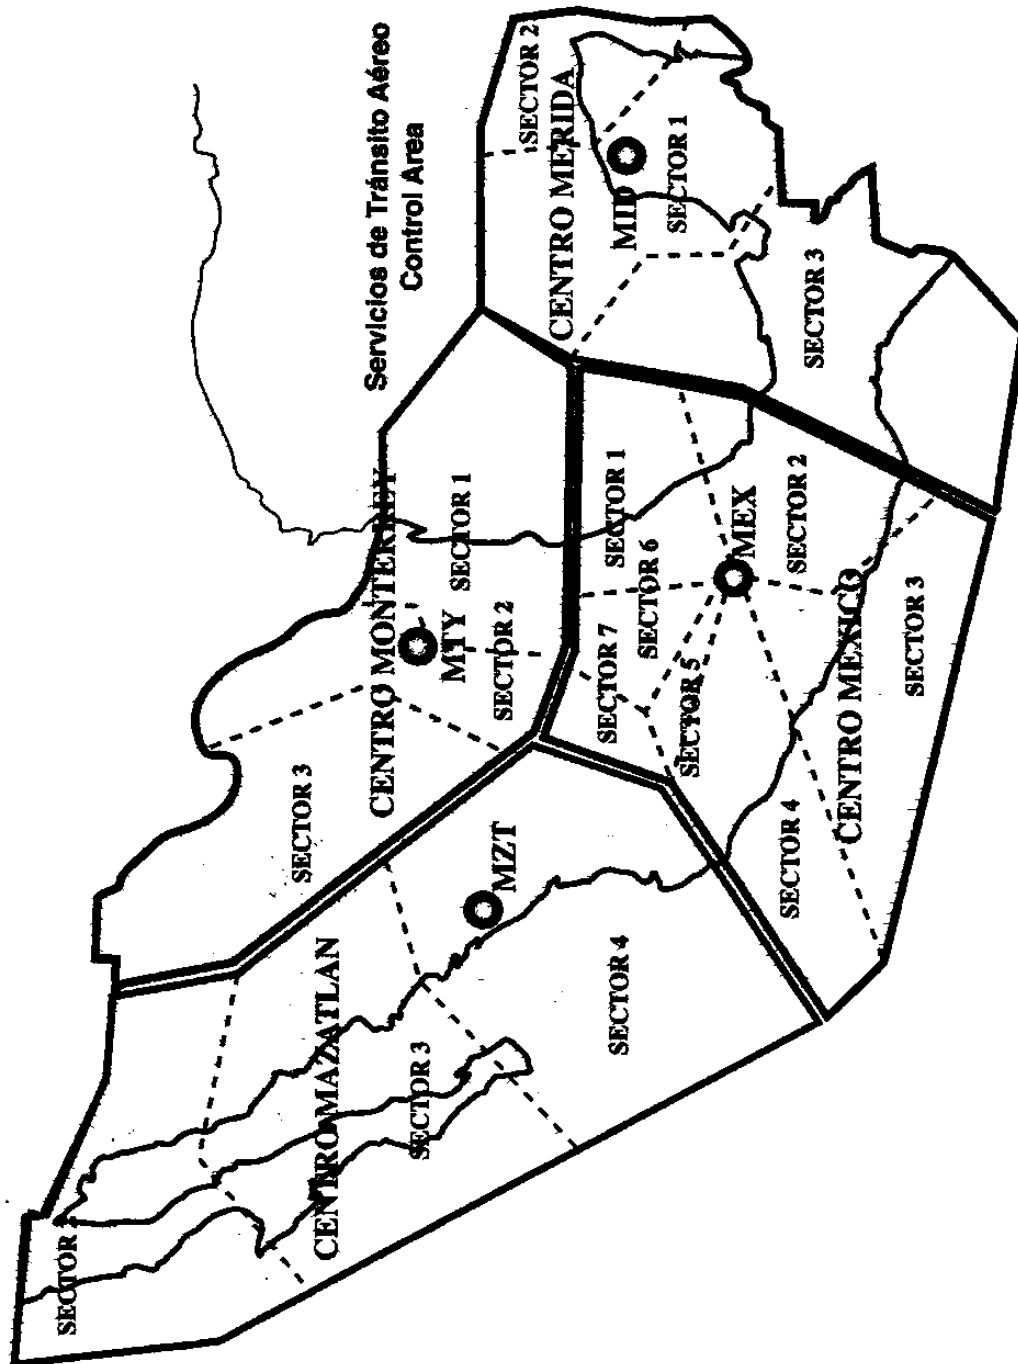 Servicios de Tránsito Aéreo
Control Area
SECTOR
CENTRO MAZATLAN
SECTOR 3
SECTOR 4
MZT
SECTOR 3
CENTRO MONTERREY
MTY
SECTOR 1
SECTOR 2
SECTOR 2
CENTRO MERIDA
MID
SECTOR 1
SECTOR 3
SECTOR 7
SECTOR 1
SECTOR 6
SECTOR 5
MEX
SECTOR 4
SECTOR 2
CENTRO MEXICO
SECTOR 3